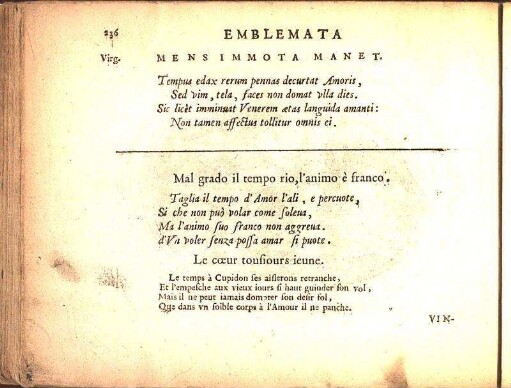 236
EMBLEMATA
Virg. MENS IMMOTA MANET.
Tempus edax rerum pennas decurtat Amoris,
Sed vim, tela, faces non domat vlla dies.
Sic licèt imminuat Venerem ætas languida amanti:
Non tamen affectus tollitur omnis ei.
Mal grado il tempo rio, l'animo è franco.
Taglia il tempo d'Amor l'ali, e percuote,
Sì che non può volar come soleua,
Ma l'animo suo franco non aggreua.
d'Vn voler senza possa amar si puote.
Le cœur tousiours ieune.
Le temps à Cupidon ses aislerons retranche,
Et l'empesche aux vieux iours si haut guinder son vol,
Mais il ne peut iamais dompter son desir fol,
Que dans vn foible corps à l'Amour il ne panche.
VIN-